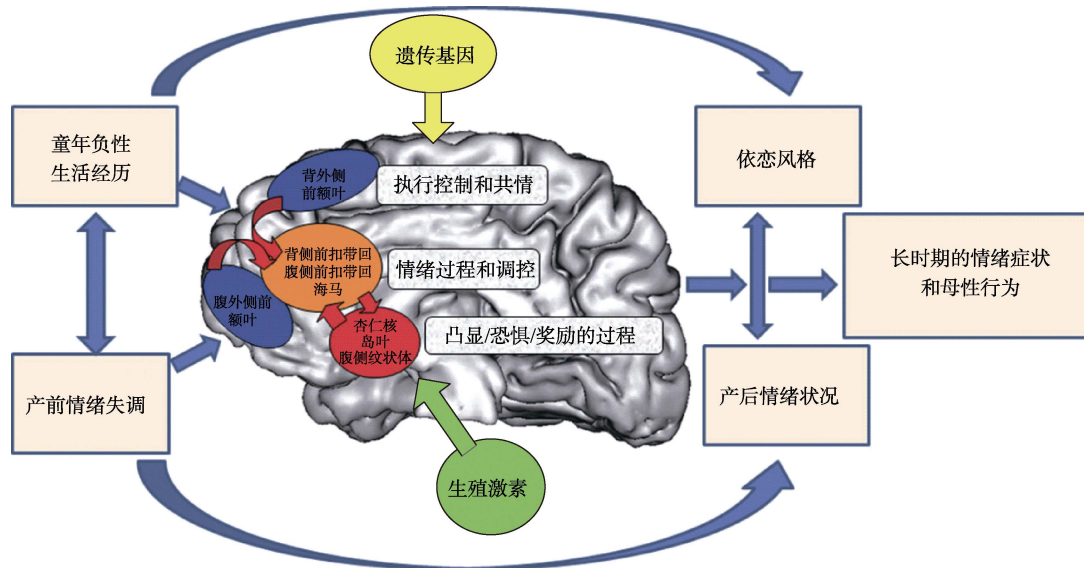 遗传基因
童年负性
生活经历
背外侧
前额叶
执行控制和共情
依恋风格
背侧前扣带回
腹侧前扣带回
海马
情绪过程和调控
长时期的情绪症状
和母性行为
腹外侧前
额叶
杏仁核
岛叶
腹侧纹状体
凸显/恐惧/奖励的过程
产前情绪失调
产后情绪状况
生殖激素